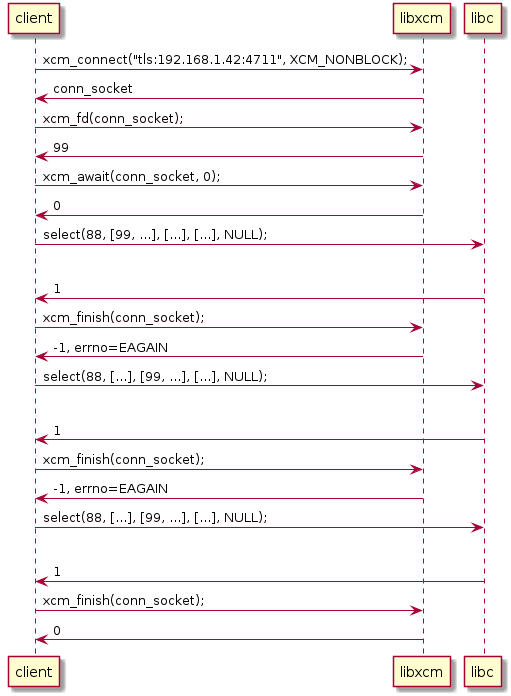 client libxcm libc
xcm_connect("tls:192.168.1.42:4711", XCM_NONBLOCK);
conn_socket
xcm_fd(conn_socket);
99
xcm_await(conn_socket, 0);
0
select(88, [99, ...], [...], [...], NULL);
1
xcm_finish(conn_socket);
-1, errno=EAGAIN
select(88, [...], [99, ...], [...], NULL);
1
xcm_finish(conn_socket);
-1, errno=EAGAIN
select(88, [...], [99, ...], [...], NULL);
1
xcm_finish(conn_socket);
0
client libxcm libc